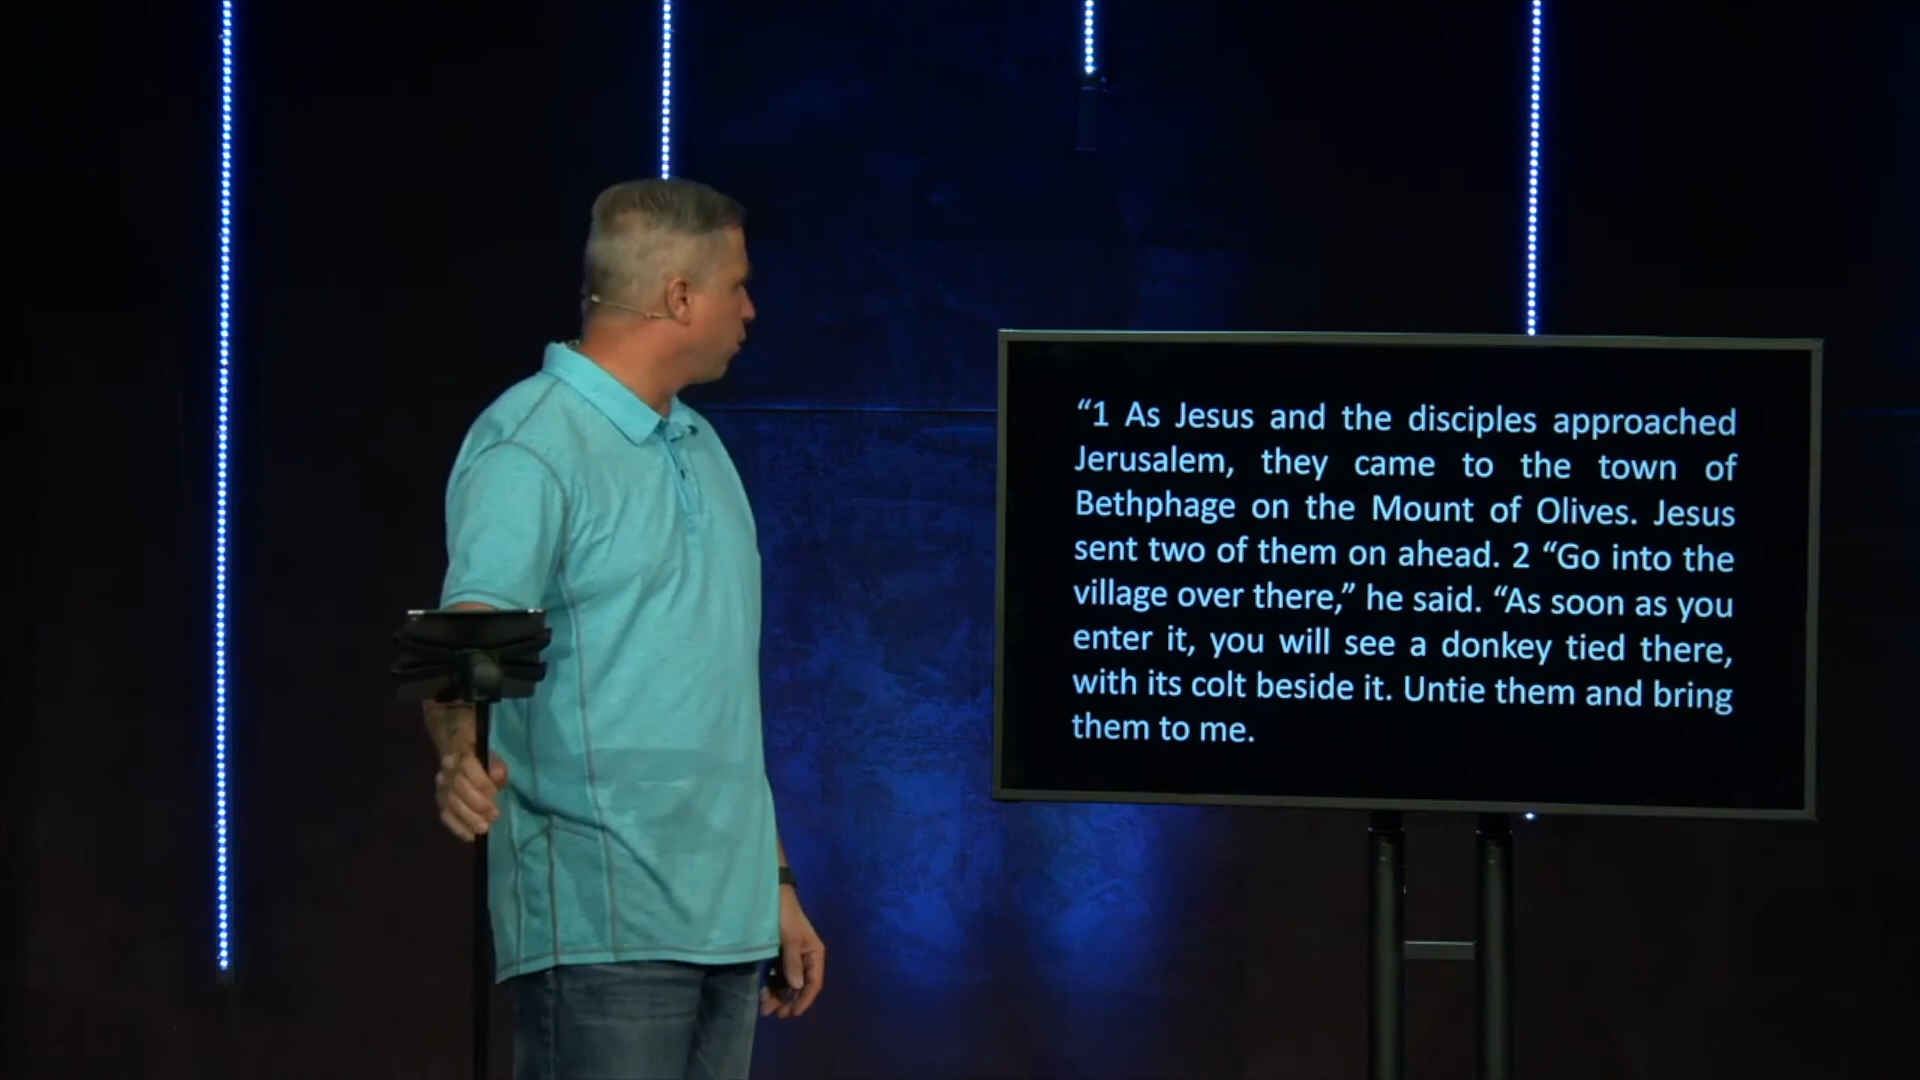 “1 As Jesus and the disciples approached
Jerusalem, they came to the town of
Bethphage on the Mount of Olives. Jesus
sent two of them on ahead. 2 “Go into the
village over there,” he said. “As soon as you
enter it, you will see a donkey tied there,
with its colt beside it. Untie them and bring
them to me.